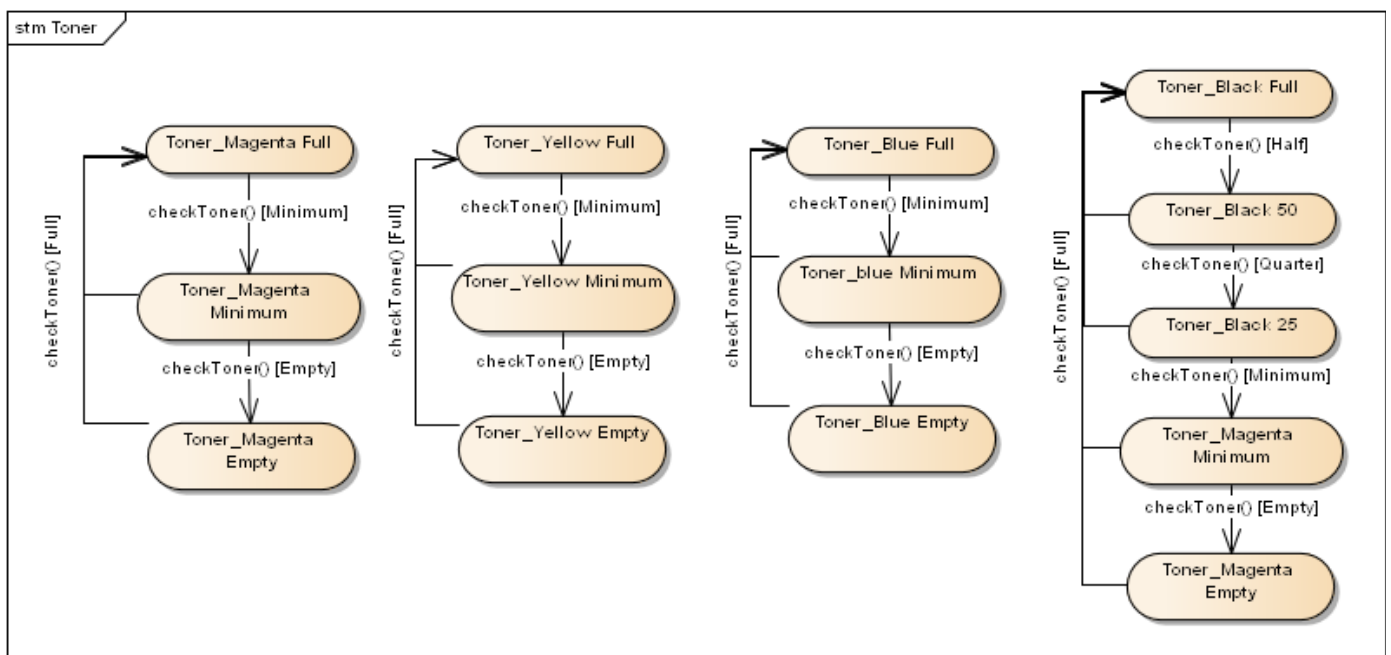 stm Toner
Toner_Magenta Full
checkToner() [Minimum]
Toner_Magenta
Minimum
checkToner() [Empty]
Toner_Magenta
Empty
checkToner() [Full]
Toner_Yellow Full
checkToner() [Minimum]
Toner_Yellow Minimum
checkToner() [Empty]
Toner_Yellow Empty
checkToner() [Full]
Toner_Blue Full
checkToner() [Minimum]
Toner_blue Minimum
checkToner() [Empty]
Toner_Blue Empty
checkToner() [Full]
Toner_Black Full
checkToner() [Half]
Toner_Black 50
checkToner() [Quarter]
Toner_Black 25
checkToner() [Minimum]
Toner_Magenta
Minimum
checkToner() [Empty]
Toner_Magenta
Empty
checkToner() [Full]